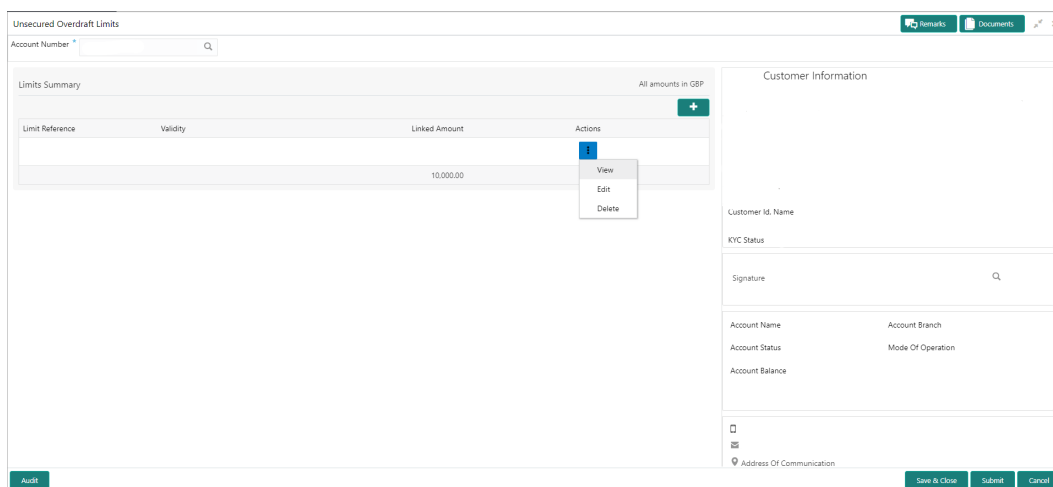 Unsecured Overdraft Limits
Remarks
Documents
Account Number *
Limits Summary
All amounts in GBP
+
Limit Reference Validity Linked Amount Actions
View
10,000.00
Edit
Delete
Customer Information
Customer Id, Name
KYC Status
Signature
Account Name Account Branch
Account Status Mode Of Operation
Account Balance
Address Of Communication
Audit
Save & Close
Submit
Cancel